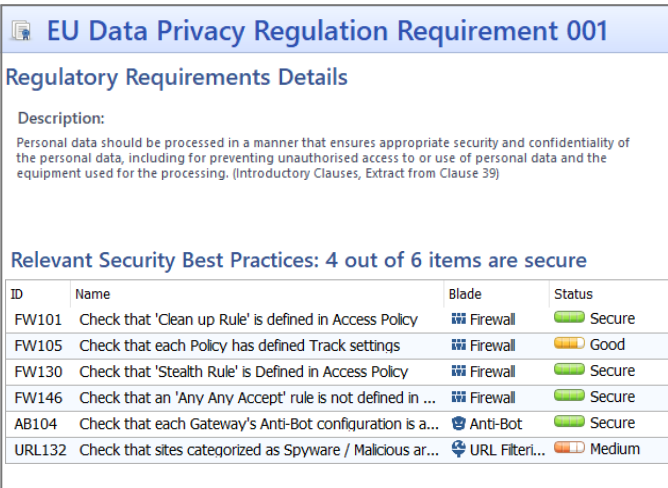 EU Data Privacy Regulation Requirement 001
Regulatory Requirements Details
Description:
Personal data should be processed in a manner that ensures appropriate security and confidentiality of
the personal data, including for preventing unauthorised access to or use of personal data and the
equipment used for the processing. (Introductory Clauses, Extract from Clause 39)
Relevant Security Best Practices: 4 out of 6 items are secure
ID Name Blade Status
FW101 Check that 'Clean up Rule' is defined in Access Policy Firewall Secure
FW105 Check that each Policy has defined Track settings Firewall Good
FW130 Check that 'Stealth Rule' is Defined in Access Policy Firewall Secure
FW146 Check that an 'Any Any Accept' rule is not defined in ... Firewall Secure
AB104 Check that each Gateway's Anti-Bot configuration is a... Anti-Bot Secure
URL132 Check that sites categorized as Spyware / Malicious ar... URL Filteri... Medium